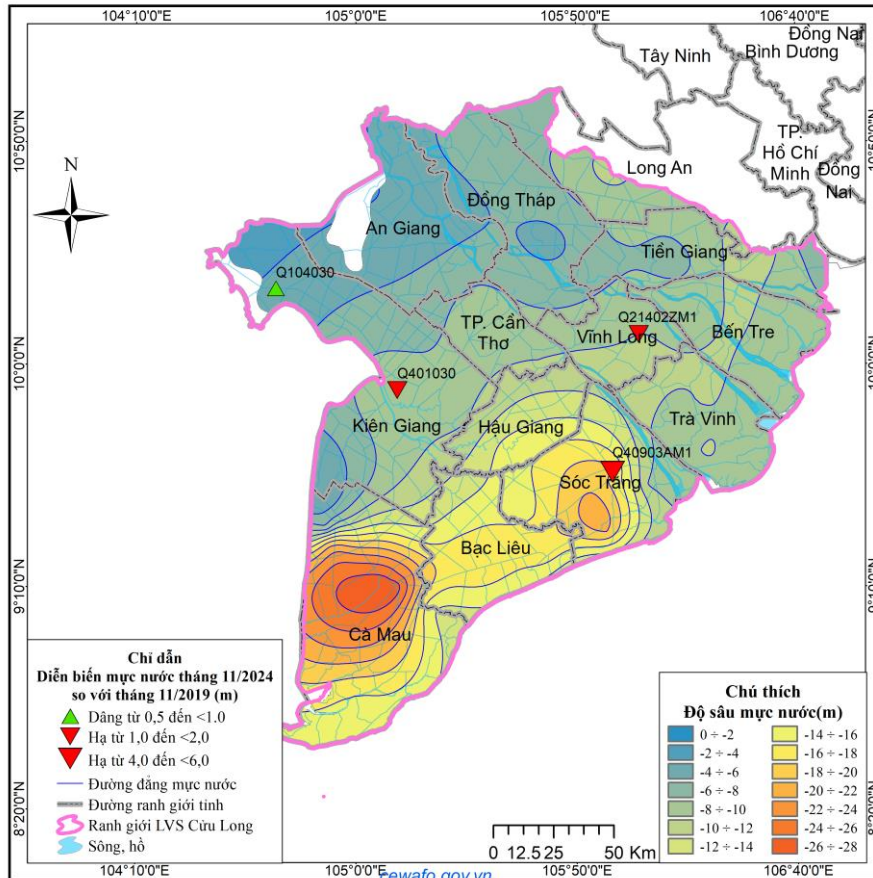 104°10'0"E
105°0'0"E
105°50'0"E
106°40'0"E
Đồng Nai
Bình Dương
Tây Ninh
TP.
Hồ Chí
Minh
Đồng
Nai
Long An
10°50'0"N
10°50'0"N
N
Đồng Tháp
An Giang
Tiền Giang
Q104030
Q21402ZM1
TP. Cần
Thơ
Vĩnh Long
Bến Tre
10°0'0"N
10°0'0"N
Q401030
Kiên Giang
Hậu Giang
Trà Vinh
Q40903AM1
Sóc Trăng
Bạc Liêu
9°10'0"N
9°10'0"N
Cà Mau
Chỉ dẫn
Diễn biến mực nước tháng 11/2024
so với tháng 11/2019 (m)
Dâng từ 0,5 đến <1.0
Hạ từ 1,0 đến <2,0
Hạ từ 4,0 đến <6,0
Đường đẳng mực nước
Đường ranh giới tỉnh
Ranh giới LVS Cửu Long
Sông, hồ
8°20'0"N
8°20'0"N
0 12.5 25 50 Km
Chú thích
Độ sâu mực nước(m)
0 ÷ -2
-2 ÷ -4
-4 ÷ -6
-6 ÷ -8
-8 ÷ -10
-10 ÷ -12
-12 ÷ -14
-14 ÷ -16
-16 ÷ -18
-18 ÷ -20
-20 ÷ -22
-22 ÷ -24
-24 ÷ -26
-26 ÷ -28
104°10'0"E
105°0'0"E
105°50'0"E
106°40'0"E
cewafo.gov.vn